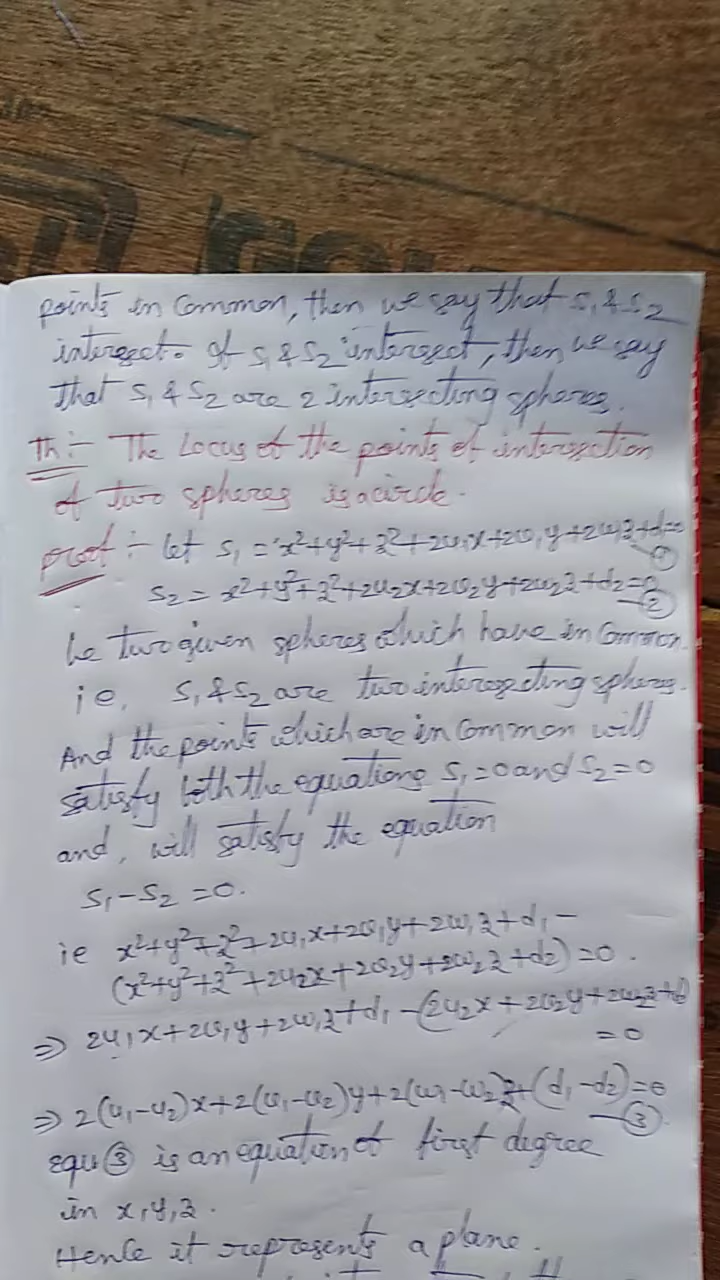 points in common, then we say that S₁ & S₂
intersect. If S₁ & S₂ intersect, then we say
that S₁ & S₂ are 2 intersecting spheres.
Th :- The Locus of the points of intersection
of two spheres is a circle.
proof :- Let S₁ = x²+y²+z²+2u₁x+2v₁y+2w₁z+d₁=0 —①
S₂ = x²+y²+z²+2u₂x+2v₂y+2w₂z+d₂=0 —②
be two given spheres which have in common.
ie. S₁ & S₂ are two intersecting spheres.
And the points which are in common will
satisfy both the equations S₁=0 and S₂=0
and, will satisfy the equation
S₁-S₂ =0.
ie x²+y²+z²+2u₁x+2v₁y+2w₁z+d₁-
(x²+y²+z²+2u₂x+2v₂y+2w₂z+d₂)=0.
⇒ 2u₁x+2v₁y+2w₁z+d₁-(2u₂x+2v₂y+2w₂z+d₂)
=0
⇒ 2(u₁-u₂)x+2(v₁-v₂)y+2(w₁-w₂)z+(d₁-d₂)=0 —③
equ ③ is an equation of first degree
in x,y,z.
Hence it represents a plane.